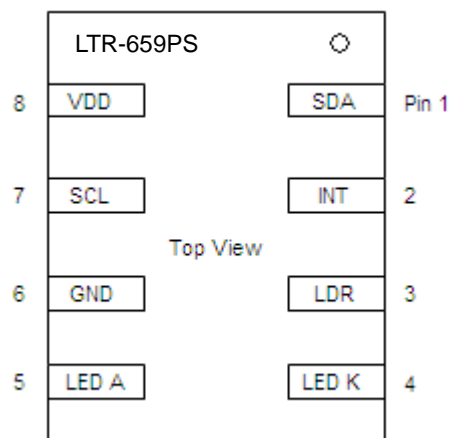 LTR-659PS
8 VDD SDA Pin 1
7 SCL INT 2
Top View
6 GND LDR 3
5 LED A LED K 4